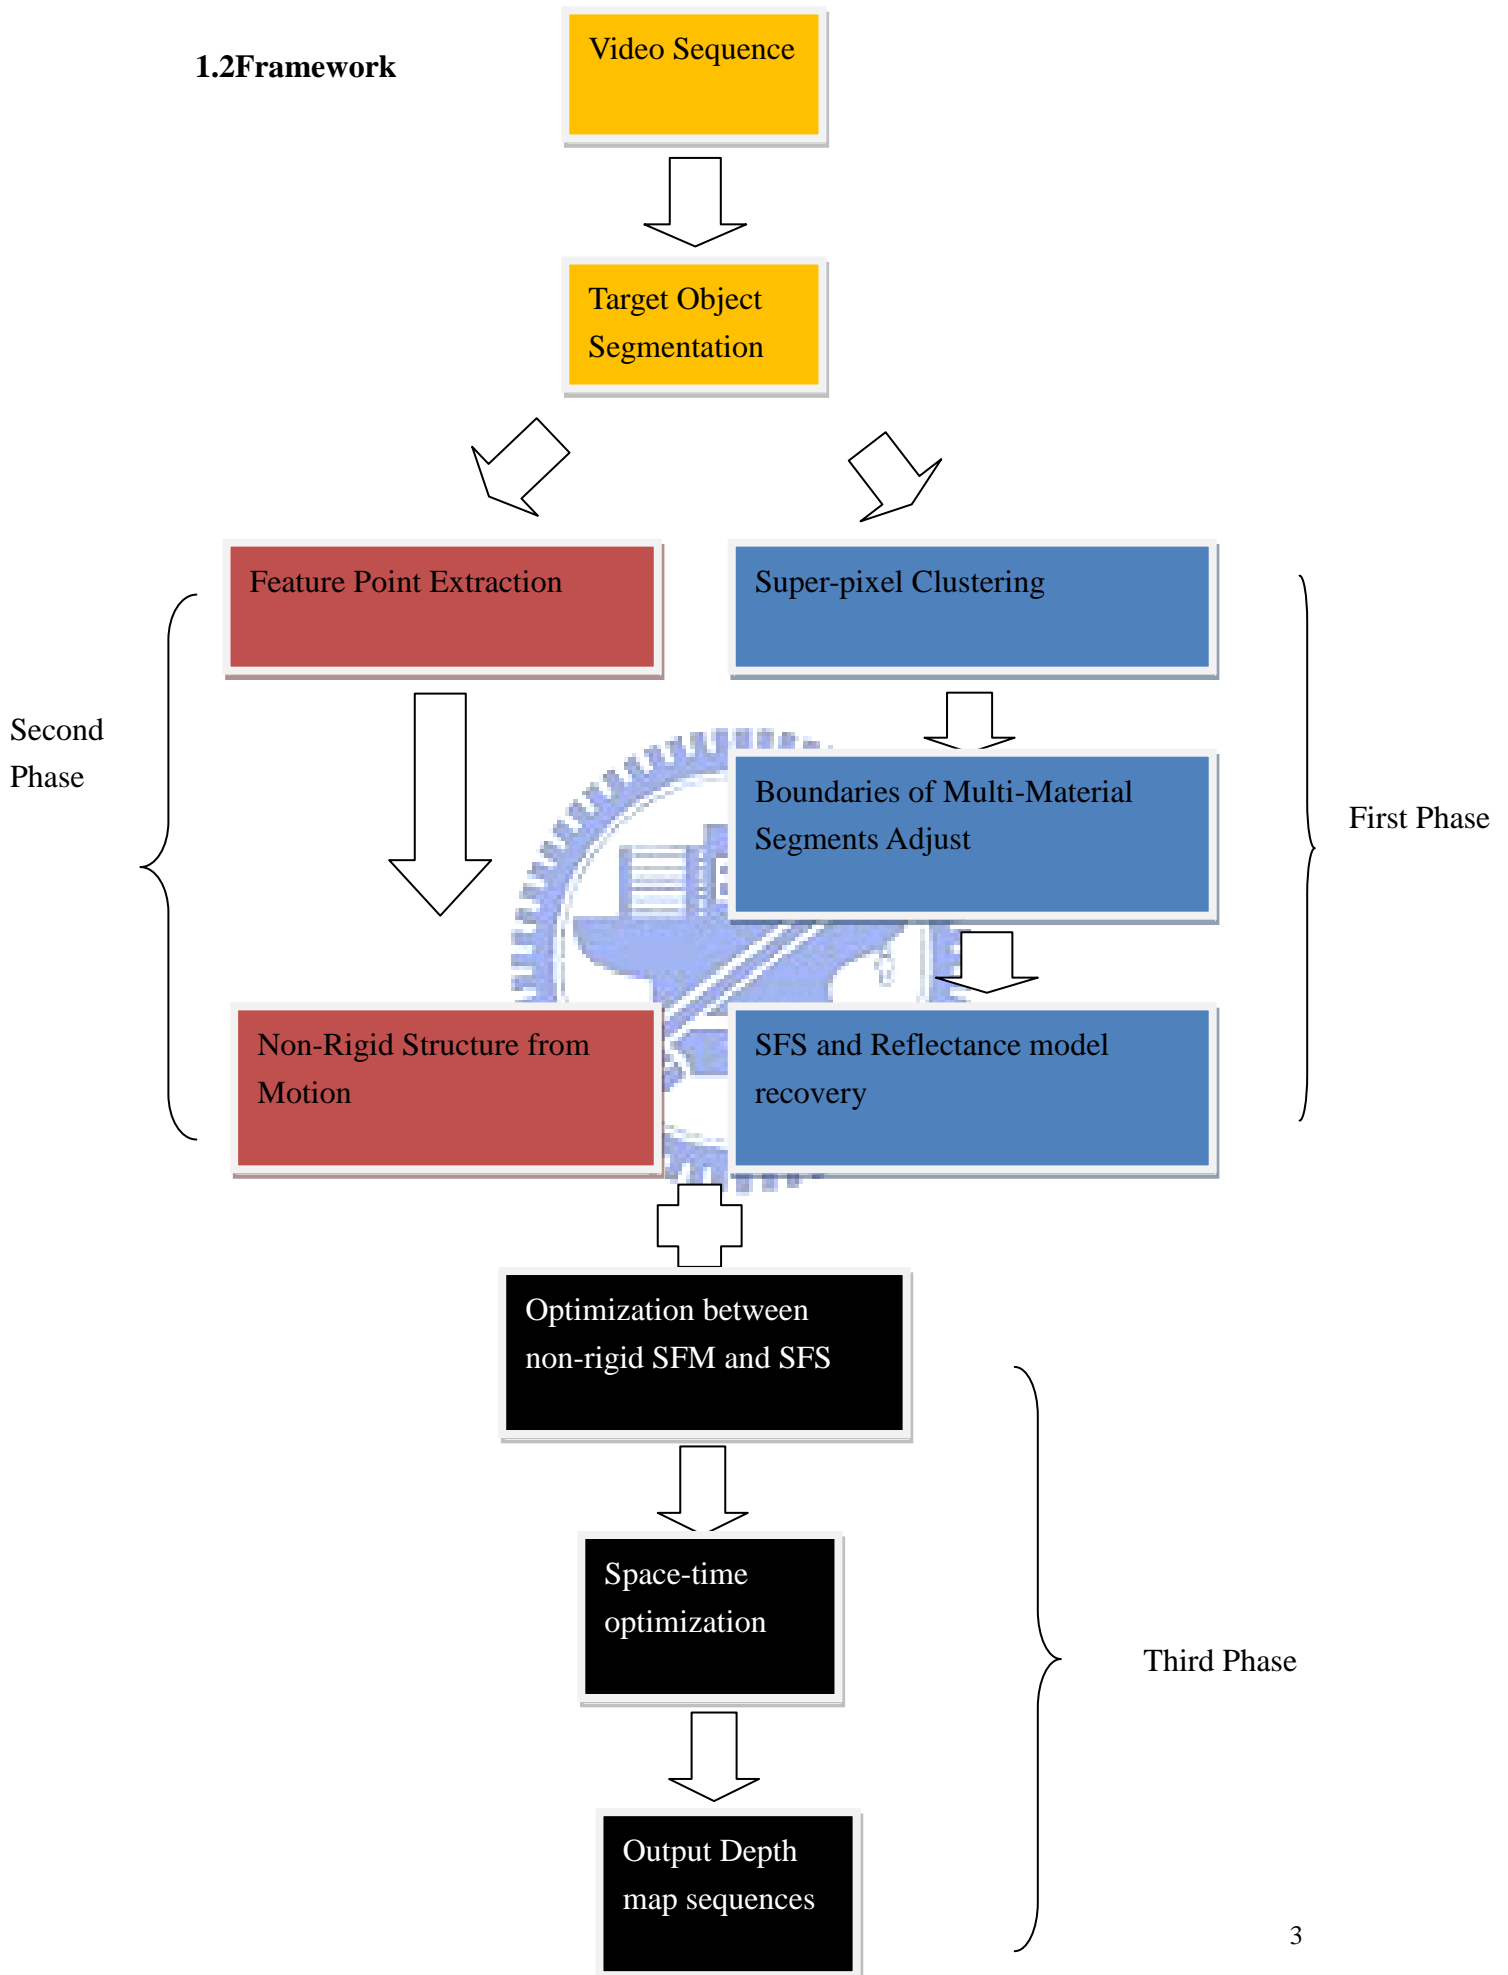 1.2Framework
Video Sequence
Target Object
Segmentation
Feature Point Extraction
Super-pixel Clustering
Second
Phase
Boundaries of Multi-Material
Segments Adjust
First Phase
Non-Rigid Structure from
Motion
SFS and Reflectance model
recovery
Optimization between
non-rigid SFM and SFS
Space-time
optimization
Third Phase
Output Depth
map sequences
3